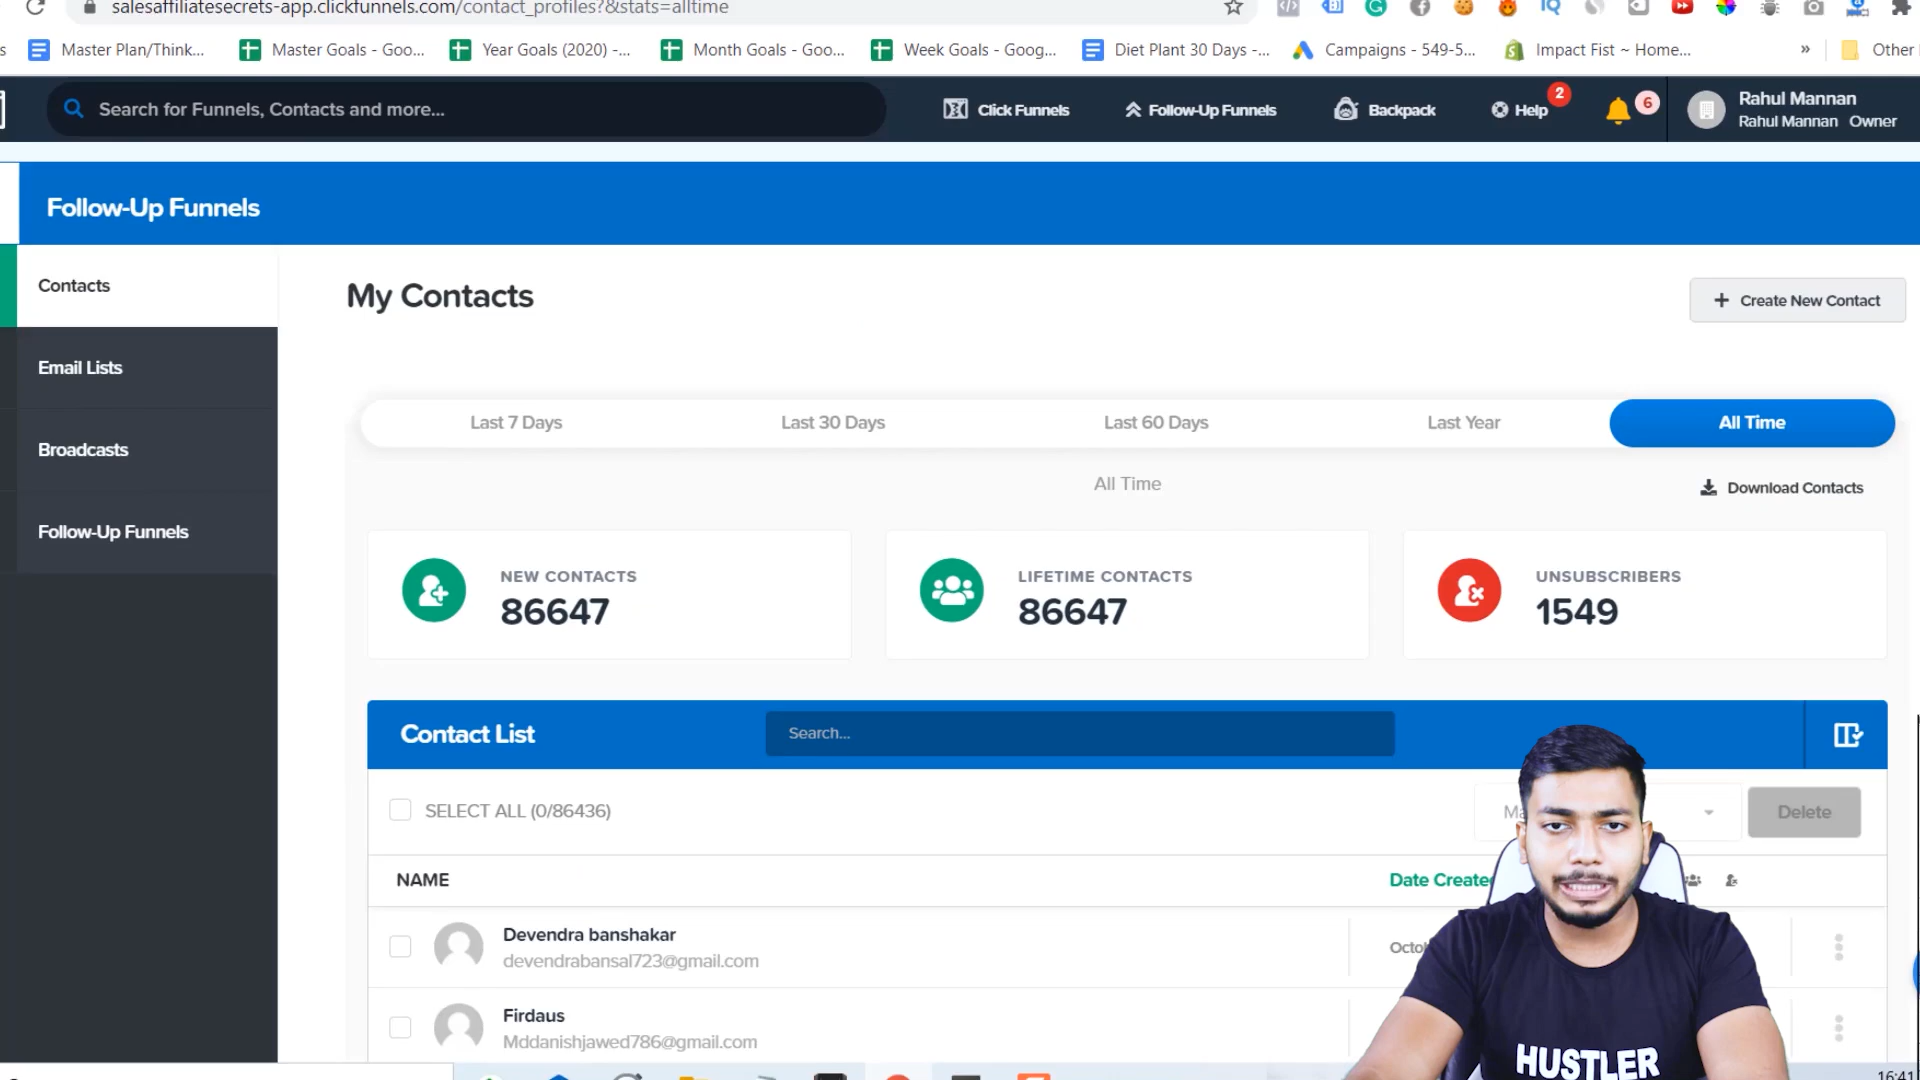 salesaffiliatesecrets-app.clickfunnels.com/contact_profiles?&stats=alltime
Master Plan/Think...
Master Goals - Goo...
Year Goals (2020) -...
Month Goals - Goo...
Week Goals - Goog...
Diet Plant 30 Days -...
Campaigns - 549-5...
Impact Fist ~ Home...
»
Other
Search for Funnels, Contacts and more...
Click Funnels
Follow-Up Funnels
Backpack
Help
2
6
Rahul Mannan
Rahul Mannan Owner
Follow-Up Funnels
Contacts
Email Lists
Broadcasts
Follow-Up Funnels
My Contacts
+ Create New Contact
Last 7 Days
Last 30 Days
Last 60 Days
Last Year
All Time
All Time
Download Contacts
NEW CONTACTS
86647
LIFETIME CONTACTS
86647
UNSUBSCRIBERS
1549
Contact List
Search...
SELECT ALL (0/86436)
Delete
NAME
Date Create
Devendra banshakar
devendrabansal723@gmail.com
Firdaus
Mddanishjawed786@gmail.com
HUSTLER
16:41